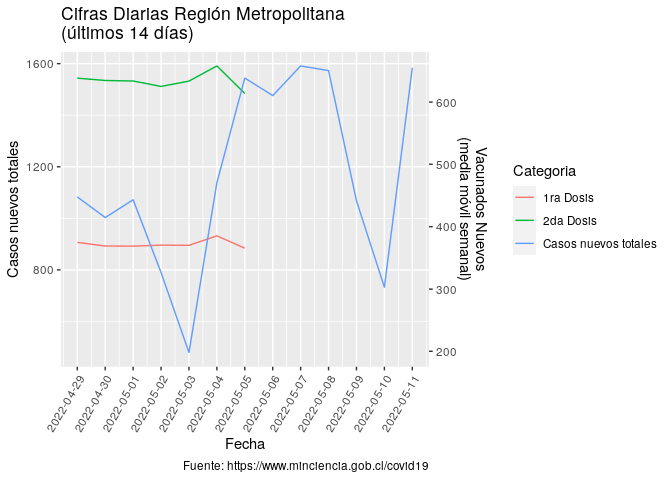 Cifras Diarias Región Metropolitana
(últimos 14 días)
1600
1200
800
Casos nuevos totales
600
500
400
300
200
Vacunados Nuevos
(media móvil semanal)
2022-04-29
2022-04-30
2022-05-01
2022-05-02
2022-05-03
2022-05-04
2022-05-05
2022-05-06
2022-05-07
2022-05-08
2022-05-09
2022-05-10
2022-05-11
Fecha
Categoria
1ra Dosis
2da Dosis
Casos nuevos totales
Fuente: https://www.minciencia.gob.cl/covid19